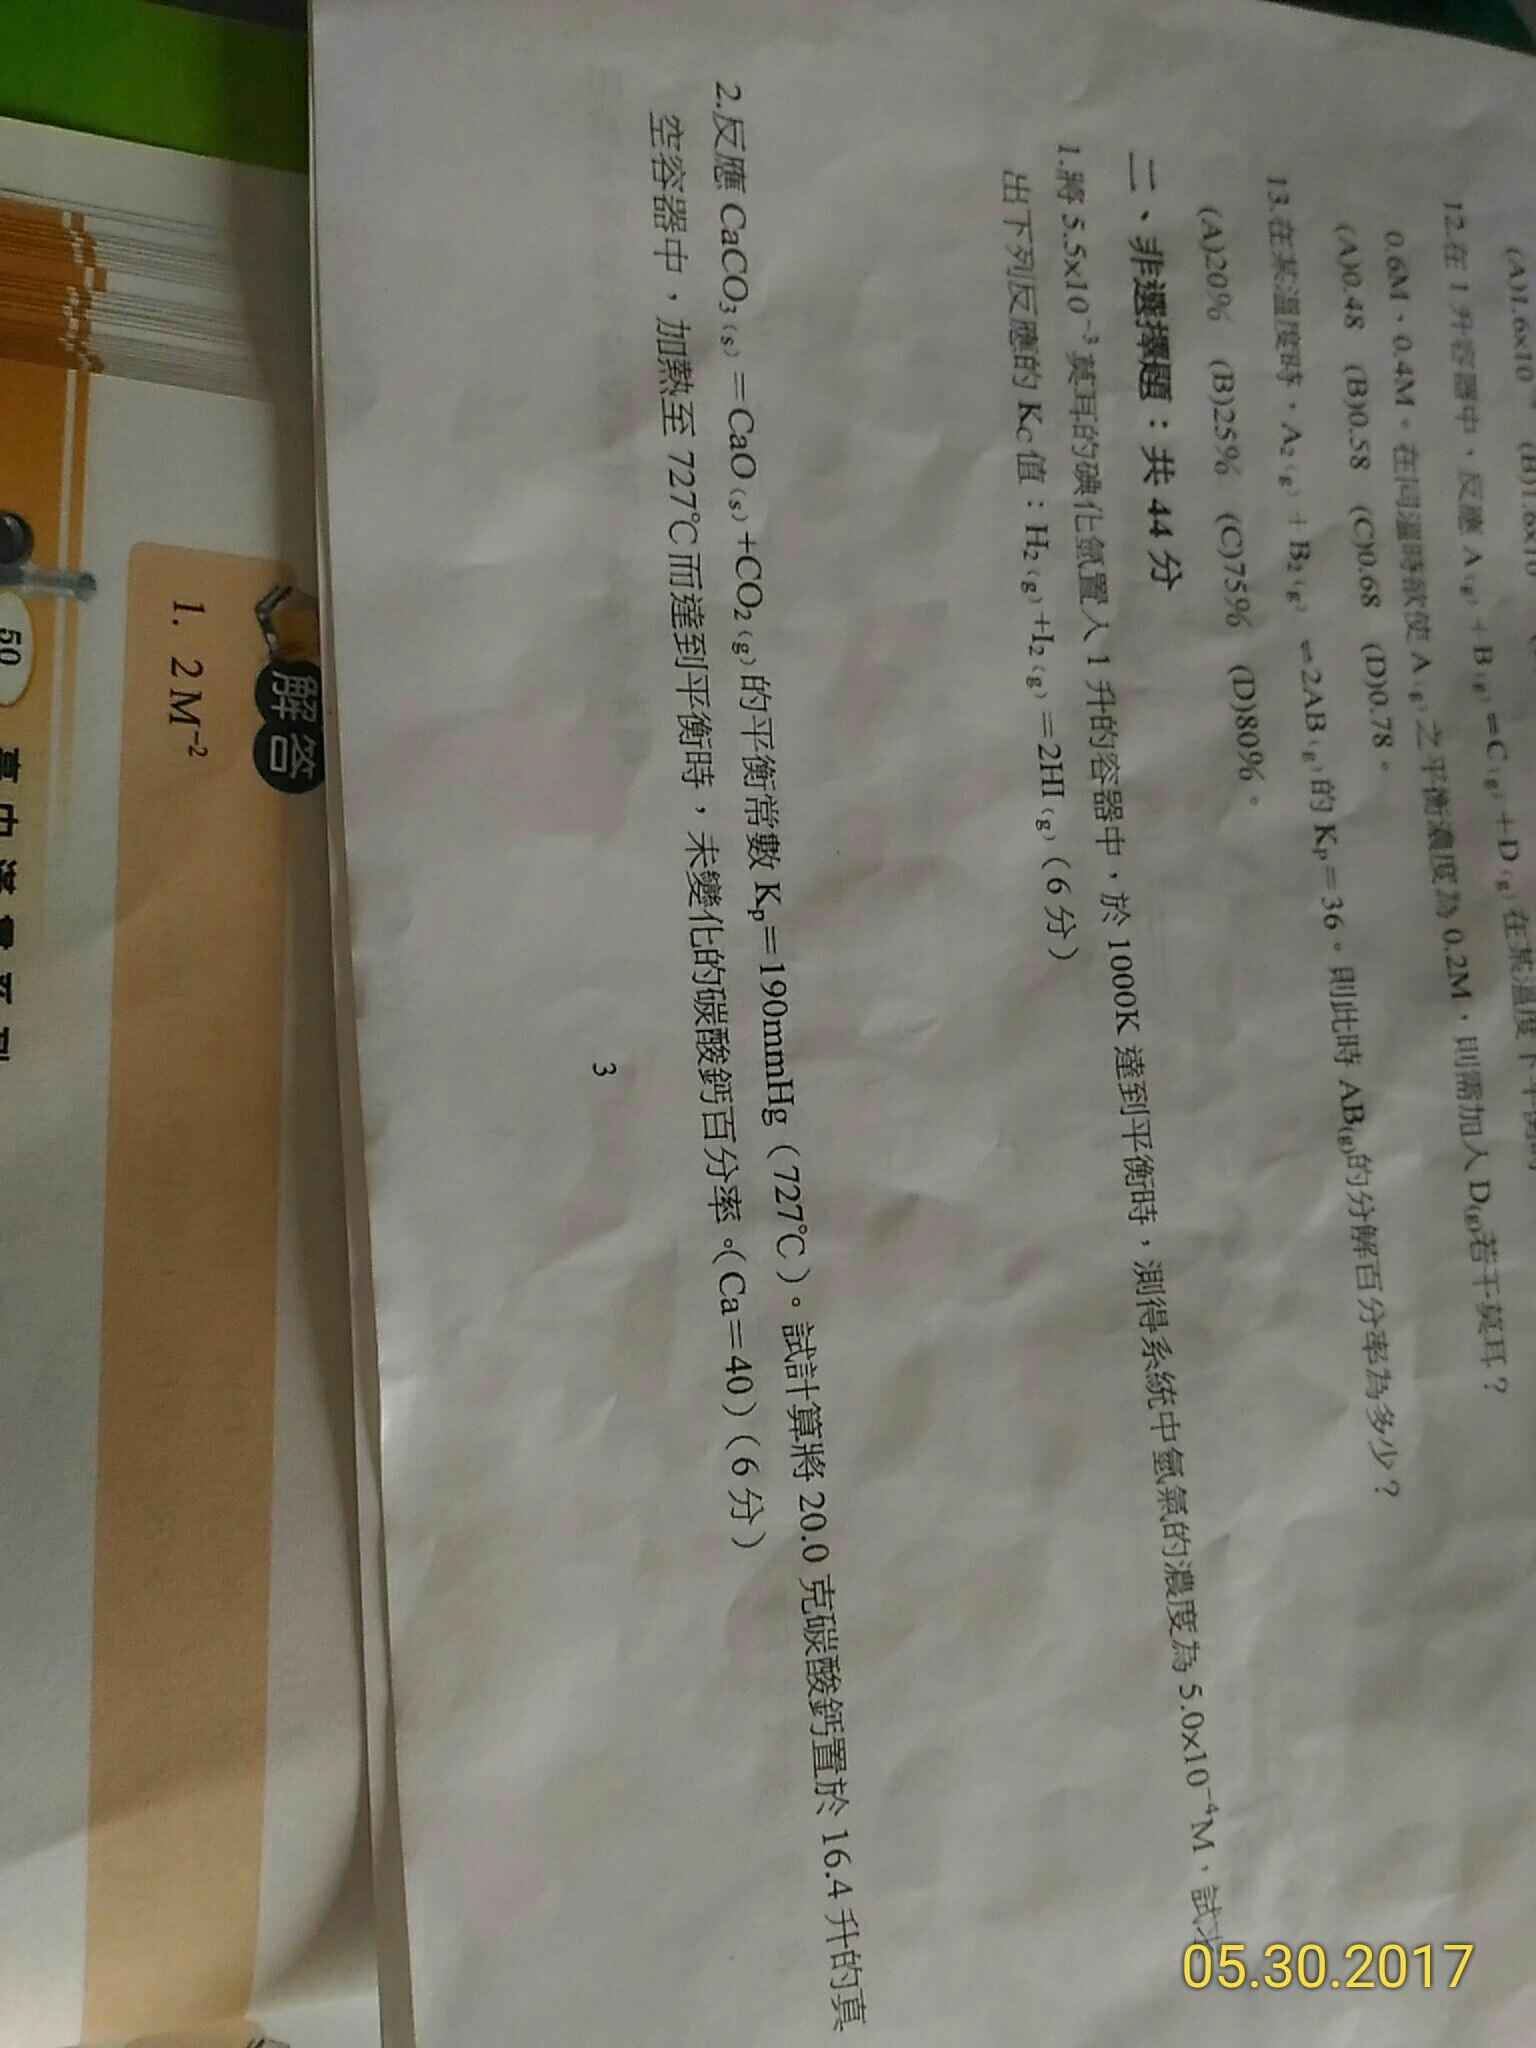 (A)1.6x10
12.在 1 升容器中，反應 A(g)+B(g)⇌C(g)+D(g)在某溫度下平衡時
0.6M、0.4M。在同溫時欲使 A(g)之平衡濃度為 0.2M，則需加入 D(g)若干莫耳？
(A)0.48 (B)0.58 (C)0.68 (D)0.78。
13.在某溫度時，A2(g)+B2(g)⇌2AB(g)的 Kp＝36。則此時 AB(g)的分解百分率為多少？
(A)20% (B)25% (C)75% (D)80%。
二、非選擇題：共 44 分
1.將 5.5x10⁻³ 莫耳的碘化氫置入 1 升的容器中，於 1000K 達到平衡時，測得系統中氫氣的濃度為 5.0x10⁻⁴M，試求
出下列反應的 Kc 值：H2(g)+I2(g)＝2HI(g)（6 分）
2.反應 CaCO3(s)＝CaO(s)+CO2(g)的平衡常數 Kp＝190mmHg（727℃）。試計算將 20.0 克碳酸鈣置於 16.4 升的真
空容器中，加熱至 727℃而達到平衡時，未變化的碳酸鈣百分率。（Ca＝40）（6 分）
3
解答
1. 2 M⁻²
50
05.30.2017